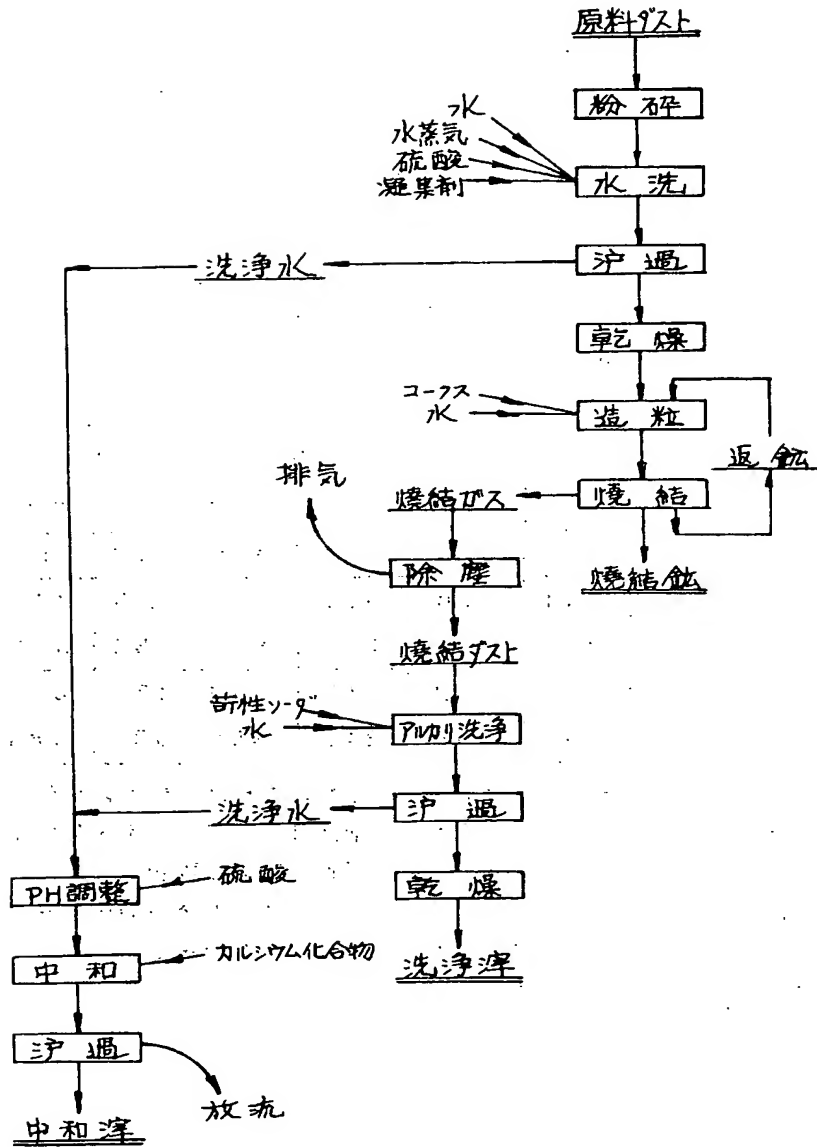 原料ダスト
粉砕
水
水蒸気
硫酸
凝集剤
水洗
沪過
洗浄水
乾燥
コークス
水
造粒
返鉱
焼結
焼結ガス
排気
焼結鉱
除塵
焼結ダスト
苛性ソーダ
水
アルカリ洗浄
沪過
洗浄水
乾燥
洗浄滓
PH調整
硫酸
中和
カルシウム化合物
沪過
放流
中和滓